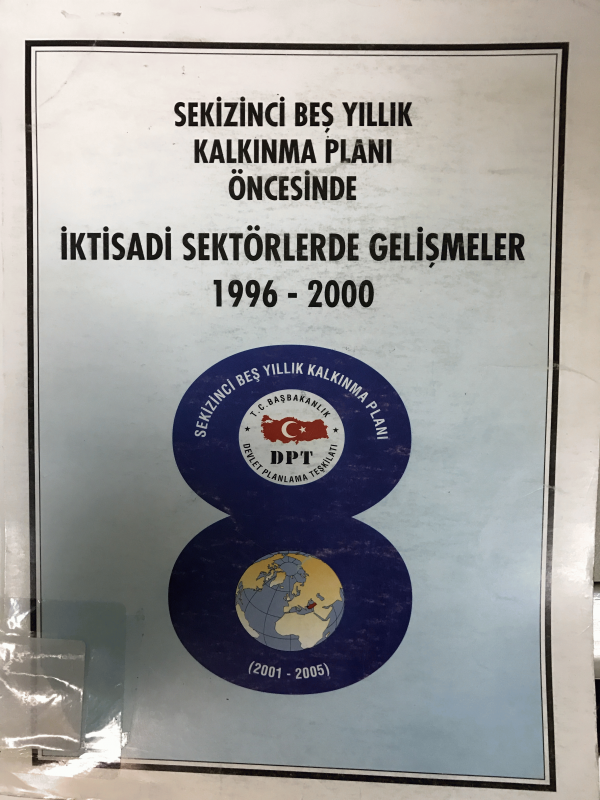 SEKİZİNCİ BEŞ YILLIK
KALKINMA PLANI
ÖNCESİNDE
İKTİSADİ SEKTÖRLERDE GELİŞMELER
1996 - 2000
SEKİZİNCİ BEŞ YILLIK KALKINMA PLANI
T.C. BAŞBAKANLIK
DPT
DEVLET PLANLAMA TEŞKİLATI
(2001 - 2005)